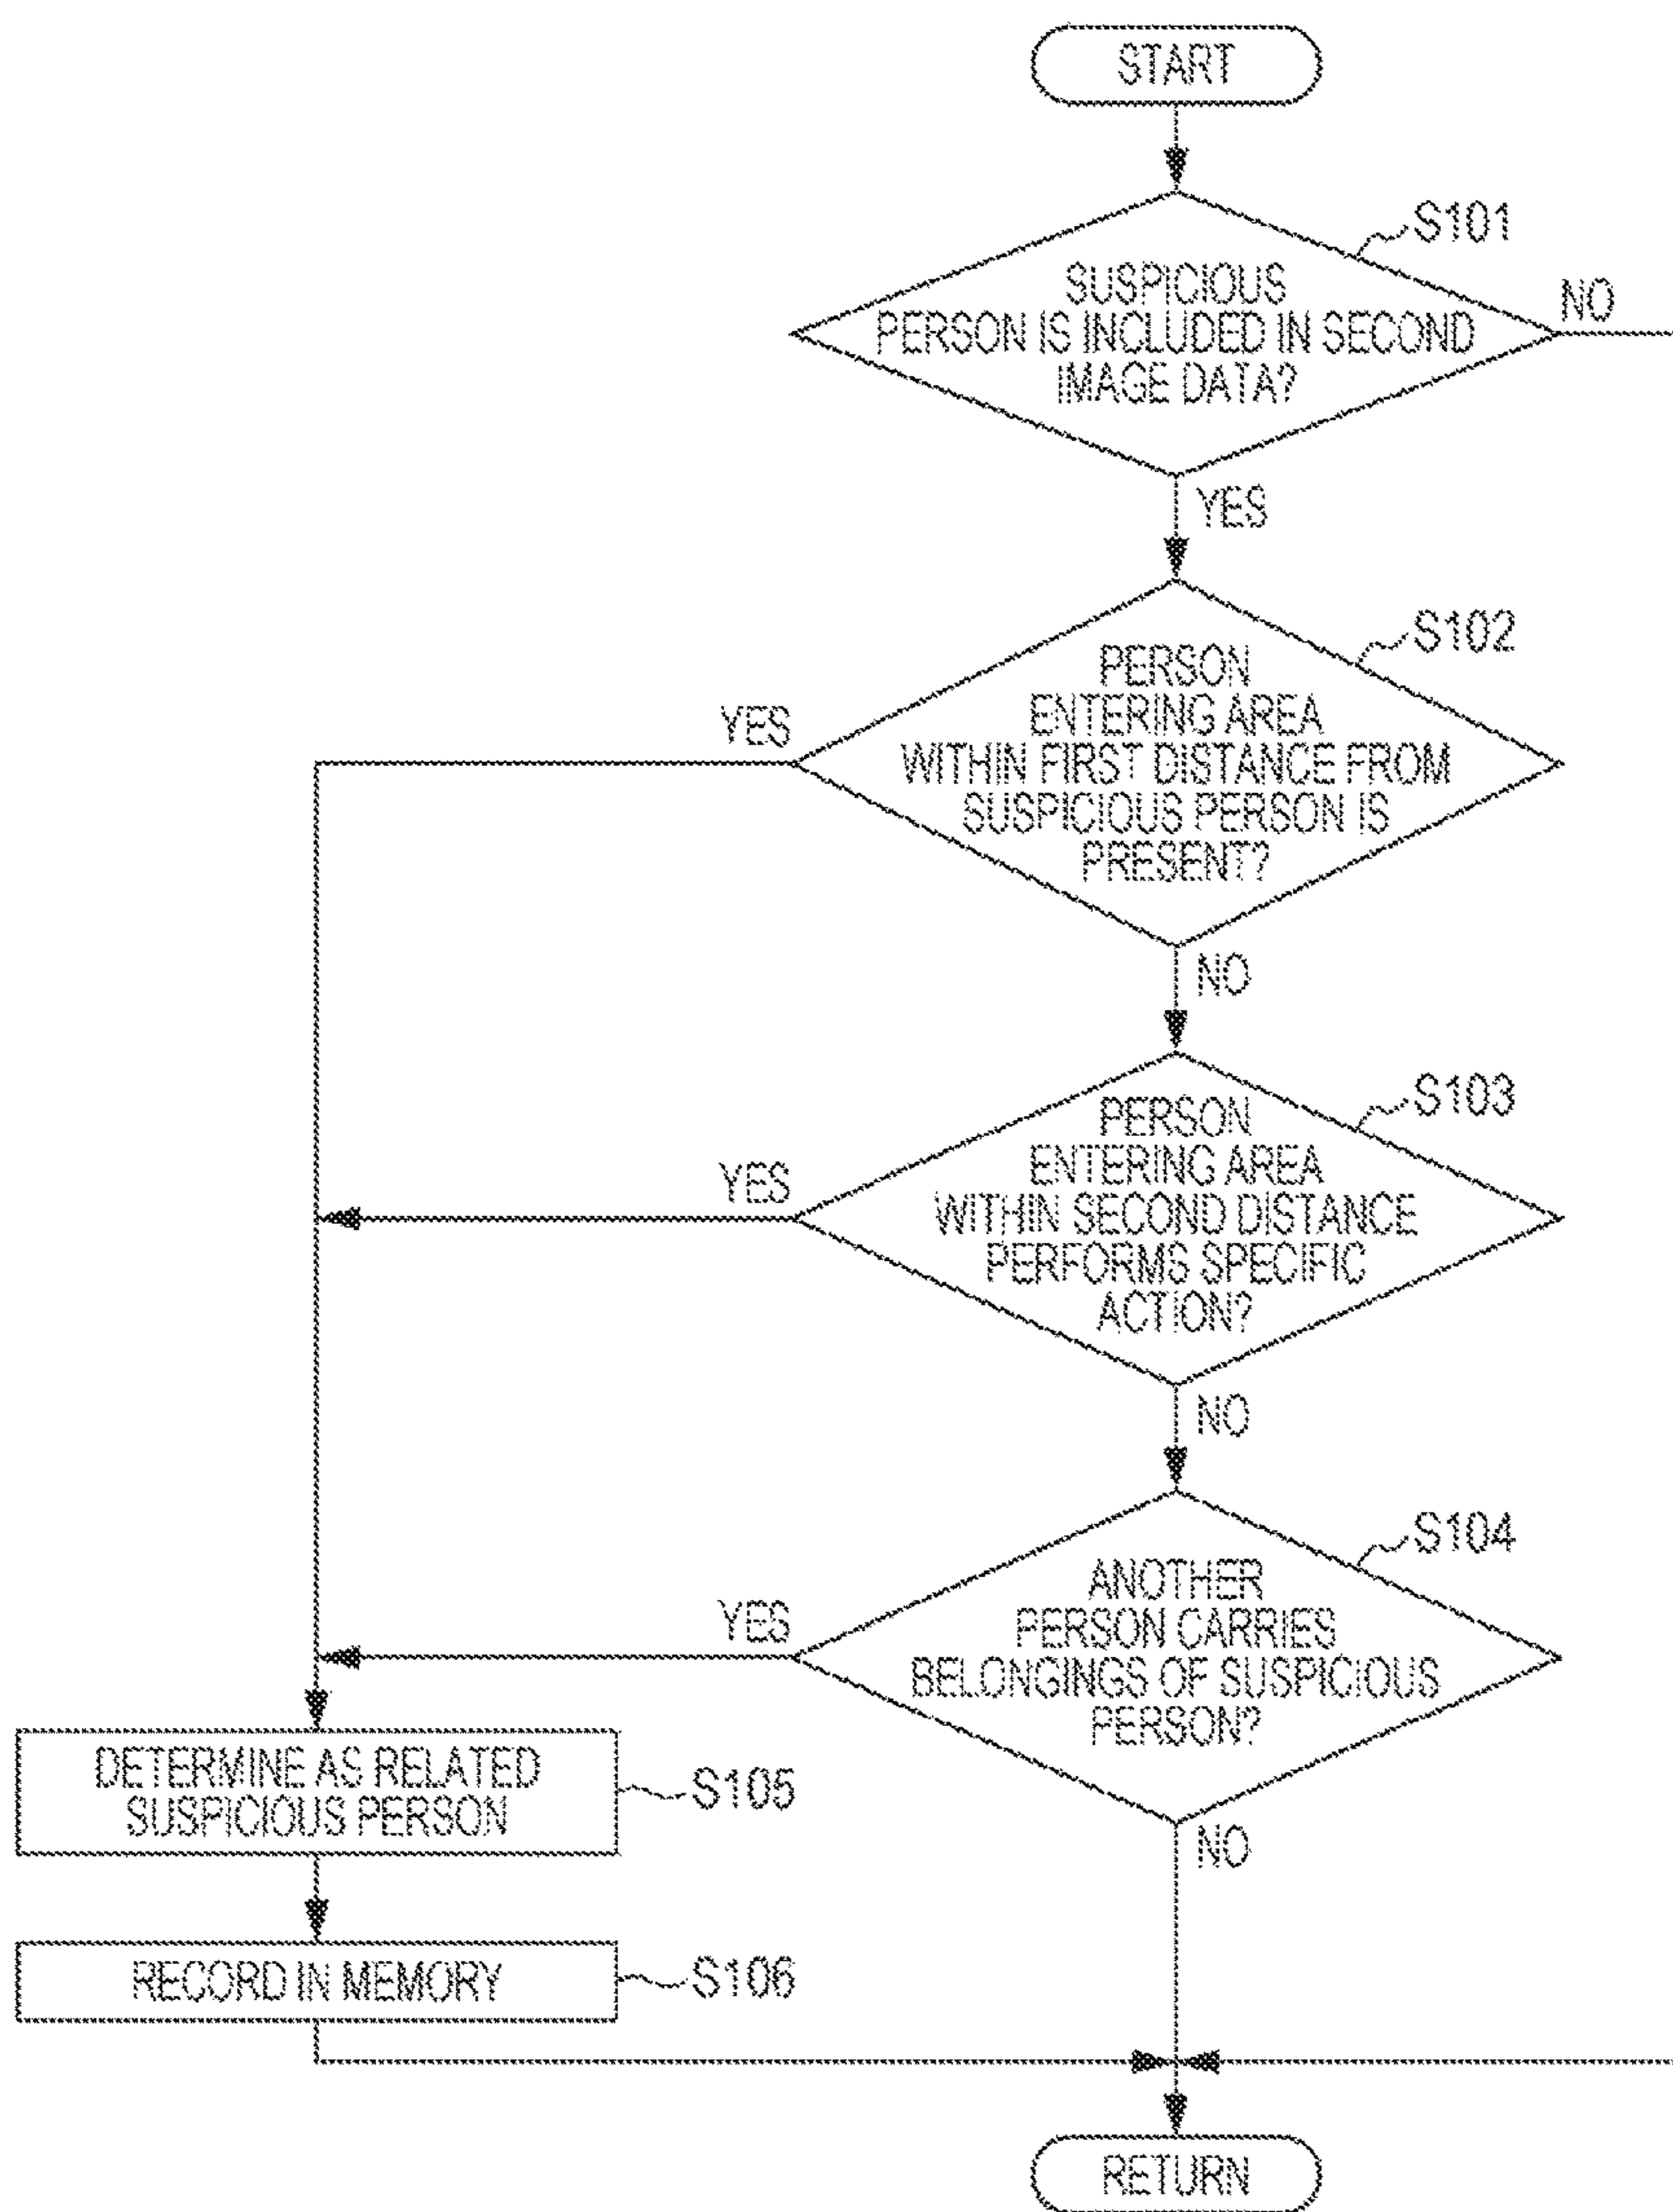 START
S101
SUSPICIOUS
PERSON IS INCLUDED IN SECOND
IMAGE DATA?
NO
YES
S102
PERSON
ENTERING AREA
WITHIN FIRST DISTANCE FROM
SUSPICIOUS PERSON IS
PRESENT?
YES
NO
S103
PERSON
ENTERING AREA
WITHIN SECOND DISTANCE
PERFORMS SPECIFIC
ACTION?
YES
NO
S104
ANOTHER
PERSON CARRIES
BELONGINGS OF SUSPICIOUS
PERSON?
YES
NO
DETERMINE AS RELATED
SUSPICIOUS PERSON
S105
RECORD IN MEMORY
S106
RETURN